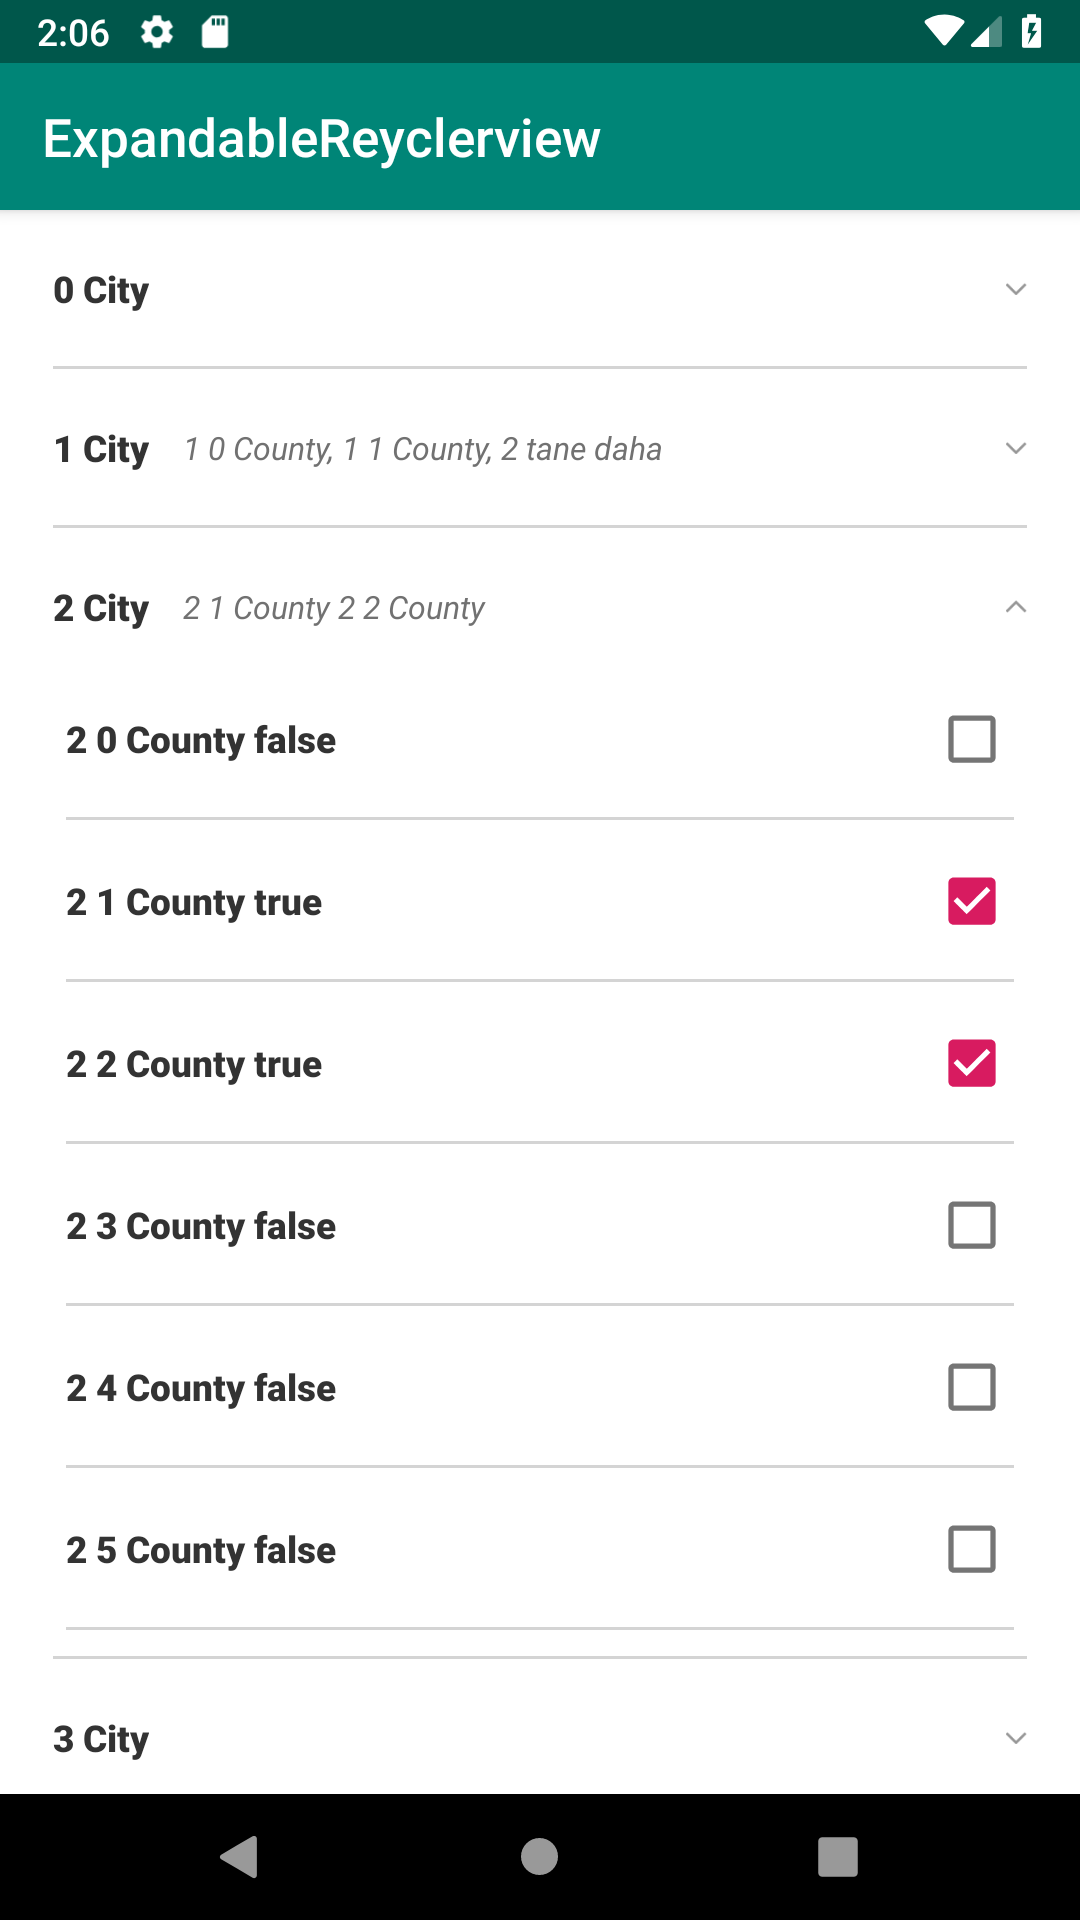 2:06
ExpandableReyclerview
0 City
1 City 1 0 County, 1 1 County, 2 tane daha
2 City 2 1 County 2 2 County
2 0 County false
2 1 County true
2 2 County true
2 3 County false
2 4 County false
2 5 County false
3 City